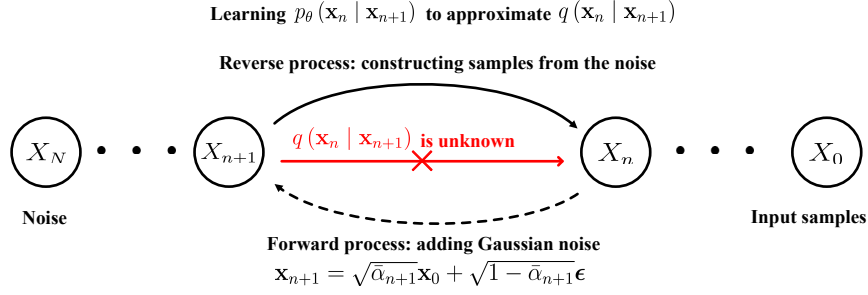 Learning p_θ (x_n | x_{n+1}) to approximate q (x_n | x_{n+1})
Reverse process: constructing samples from the noise
q (x_n | x_{n+1}) is unknown
X_N • • • X_{n+1} X_n • • • X_0
Noise
Input samples
Forward process: adding Gaussian noise
x_{n+1} = √ᾱ_{n+1} x_0 + √(1 − ᾱ_{n+1}) ϵ